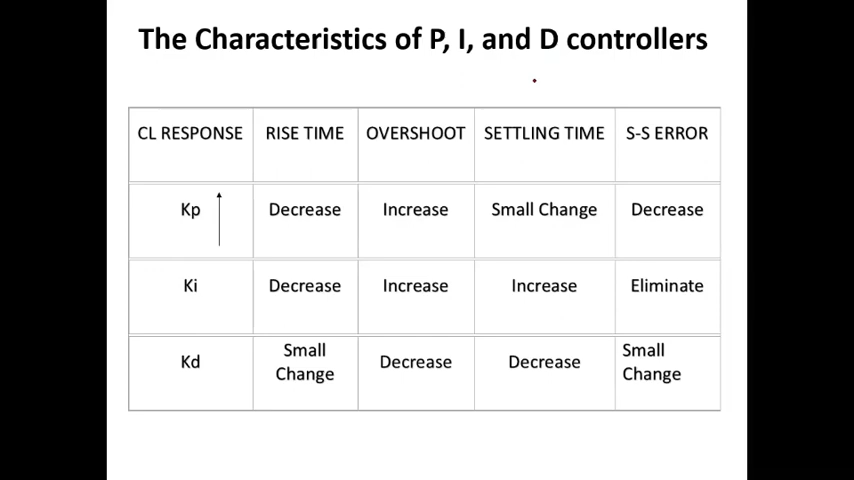 The Characteristics of P, I, and D controllers
CL RESPONSE RISE TIME OVERSHOOT SETTLING TIME S-S ERROR
Kp Decrease Increase Small Change Decrease
Ki Decrease Increase Increase Eliminate
Kd Small Change Decrease Decrease Small Change